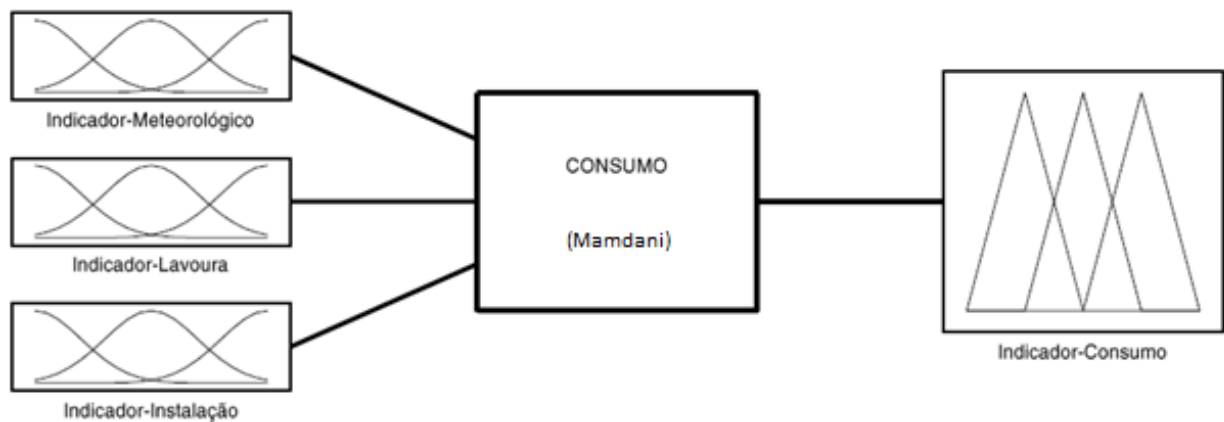 Indicador-Meteorológico
Indicador-Lavoura
Indicador-Instalação
CONSUMO
(Mamdani)
Indicador-Consumo